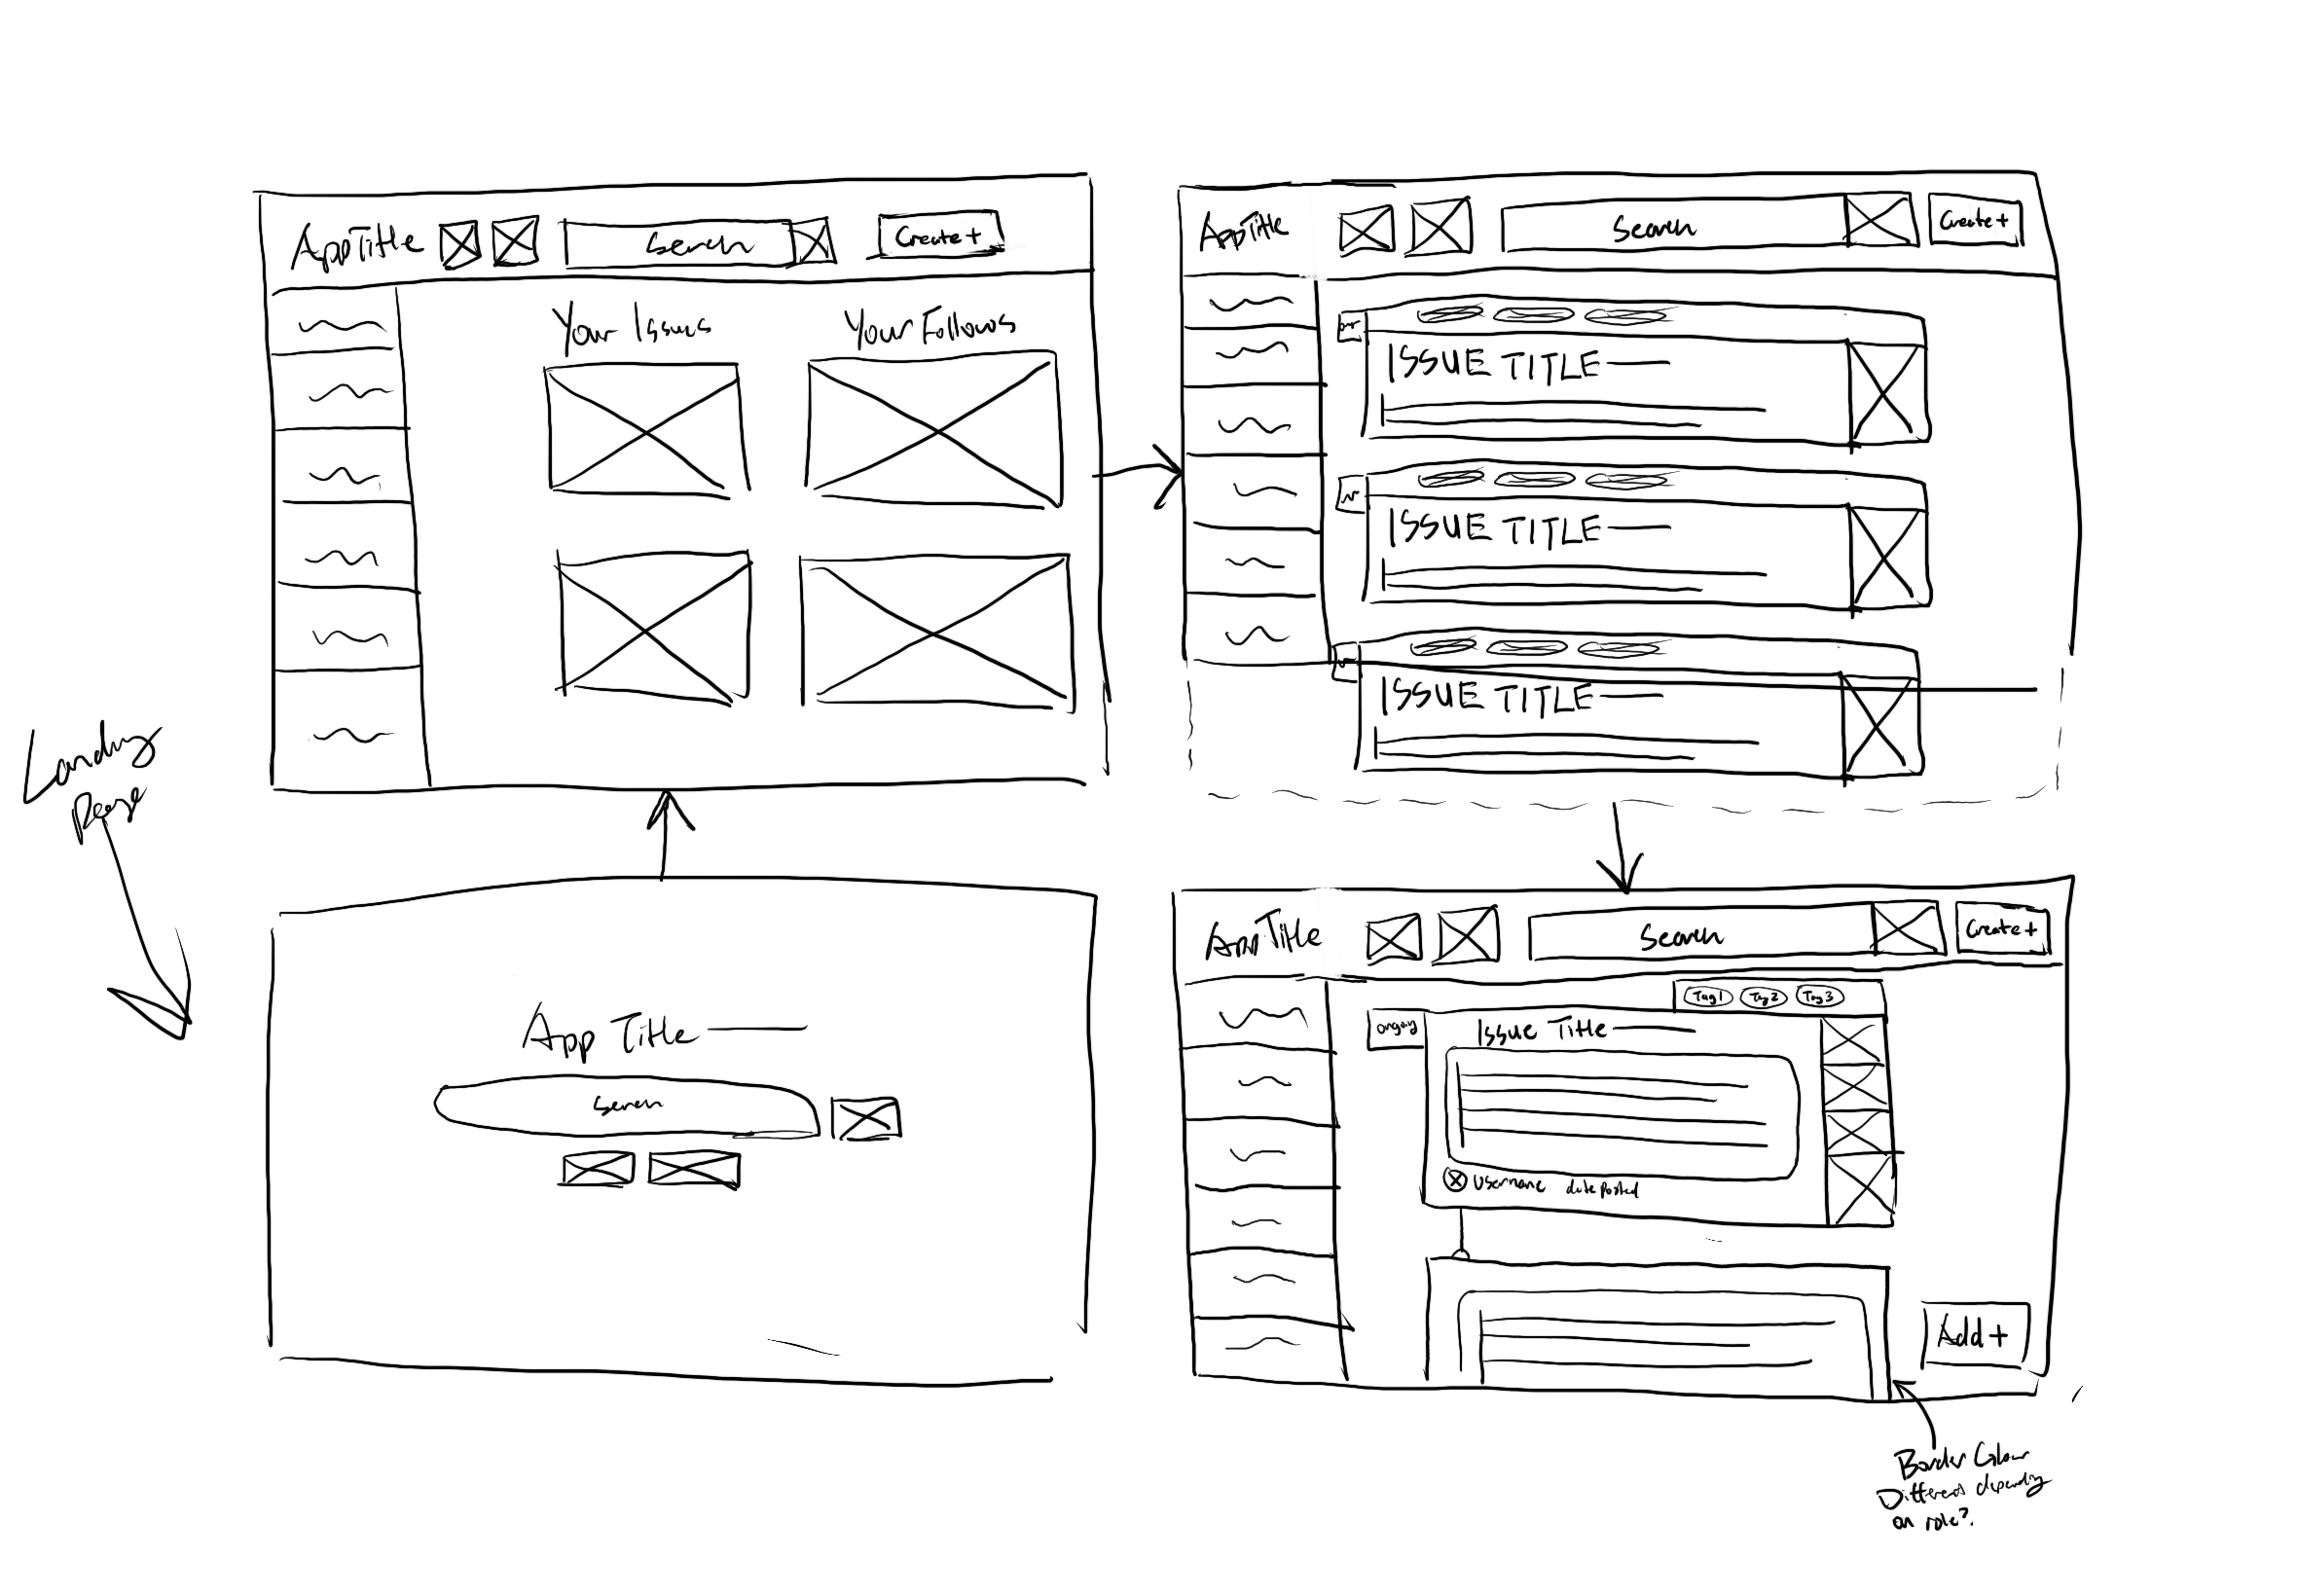 AppTitle
Search
Create+
Your Issues
Your Follows
AppTitle
Search
Create+
ISSUE TITLE
ISSUE TITLE
ISSUE TITLE
Landing
Page
App Title
Search
AppTitle
Search
Create+
Tag1 Tag2 Tag3
ongoing
Issue Title
Username date posted
Add+
Border Colour
Different depending
on role?